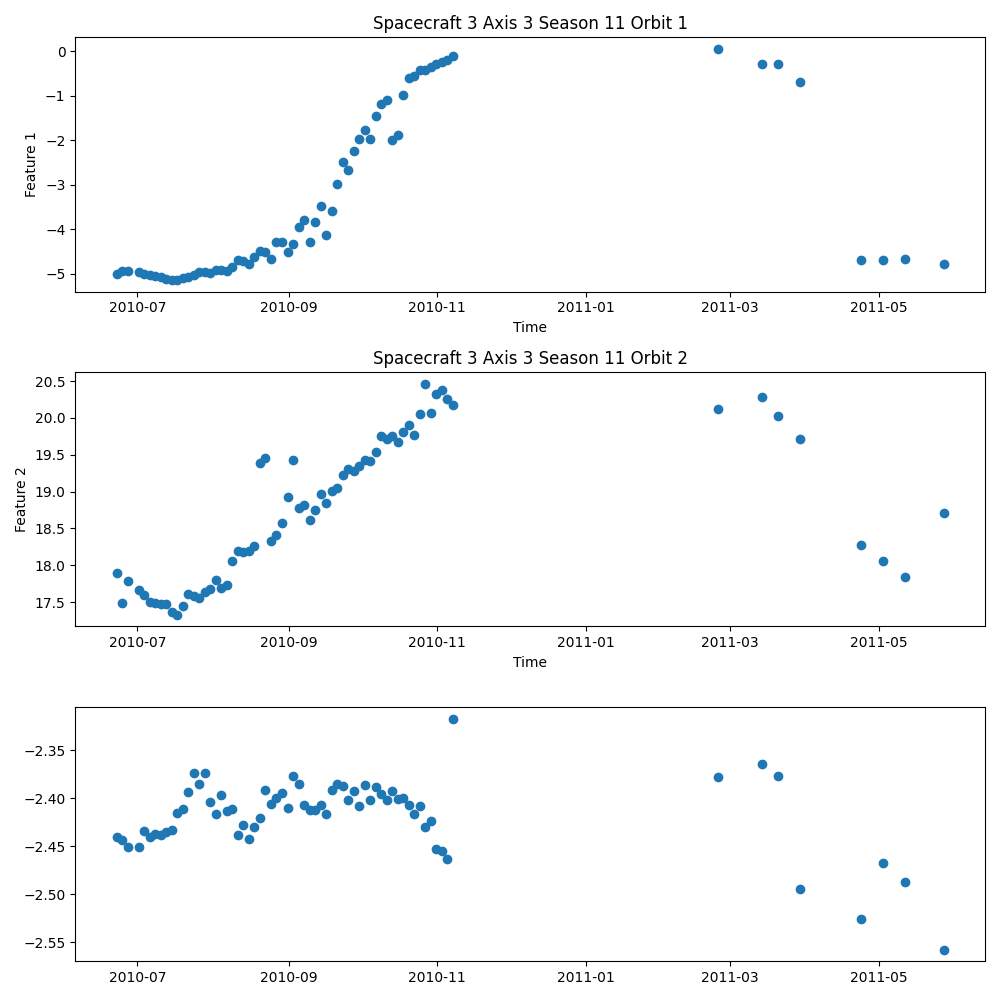 Spacecraft 3 Axis 3 Season 11 Orbit 1
0
−1
−2
−3
−4
−5
Feature 1
2010-07 2010-09 2010-11 2011-01 2011-03 2011-05
Time
Spacecraft 3 Axis 3 Season 11 Orbit 2
20.5
20.0
19.5
19.0
18.5
18.0
17.5
Feature 2
2010-07 2010-09 2010-11 2011-01 2011-03 2011-05
Time
−2.35
−2.40
−2.45
−2.50
−2.55
2010-07 2010-09 2010-11 2011-01 2011-03 2011-05